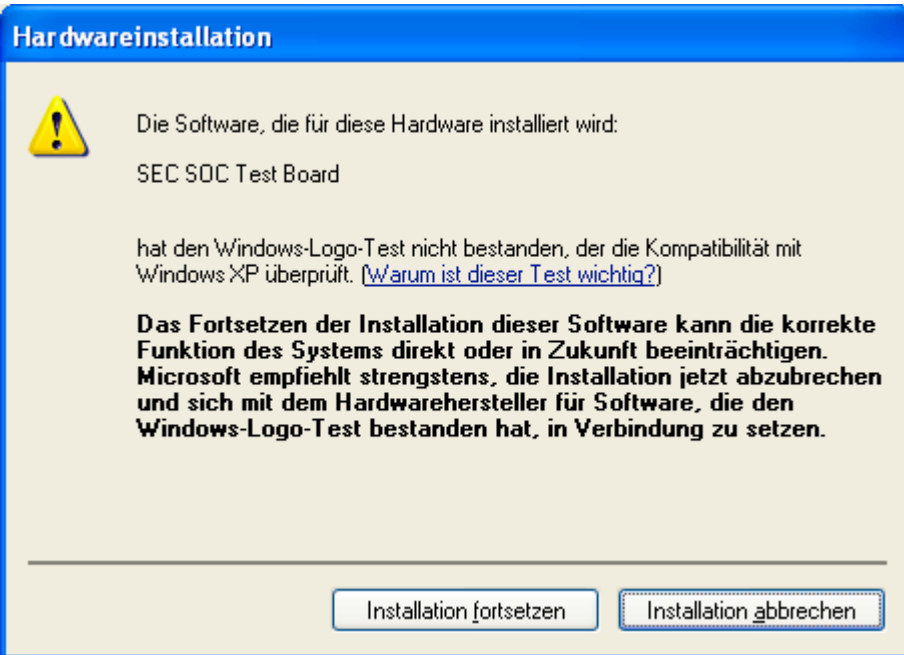 Hardwareinstallation
Die Software, die für diese Hardware installiert wird:
SEC SOC Test Board
hat den Windows-Logo-Test nicht bestanden, der die Kompatibilität mit
Windows XP überprüft. (Warum ist dieser Test wichtig?)
Das Fortsetzen der Installation dieser Software kann die korrekte
Funktion des Systems direkt oder in Zukunft beeinträchtigen.
Microsoft empfiehlt strengstens, die Installation jetzt abzubrechen
und sich mit dem Hardwarehersteller für Software, die den
Windows-Logo-Test bestanden hat, in Verbindung zu setzen.
Installation fortsetzen
Installation abbrechen